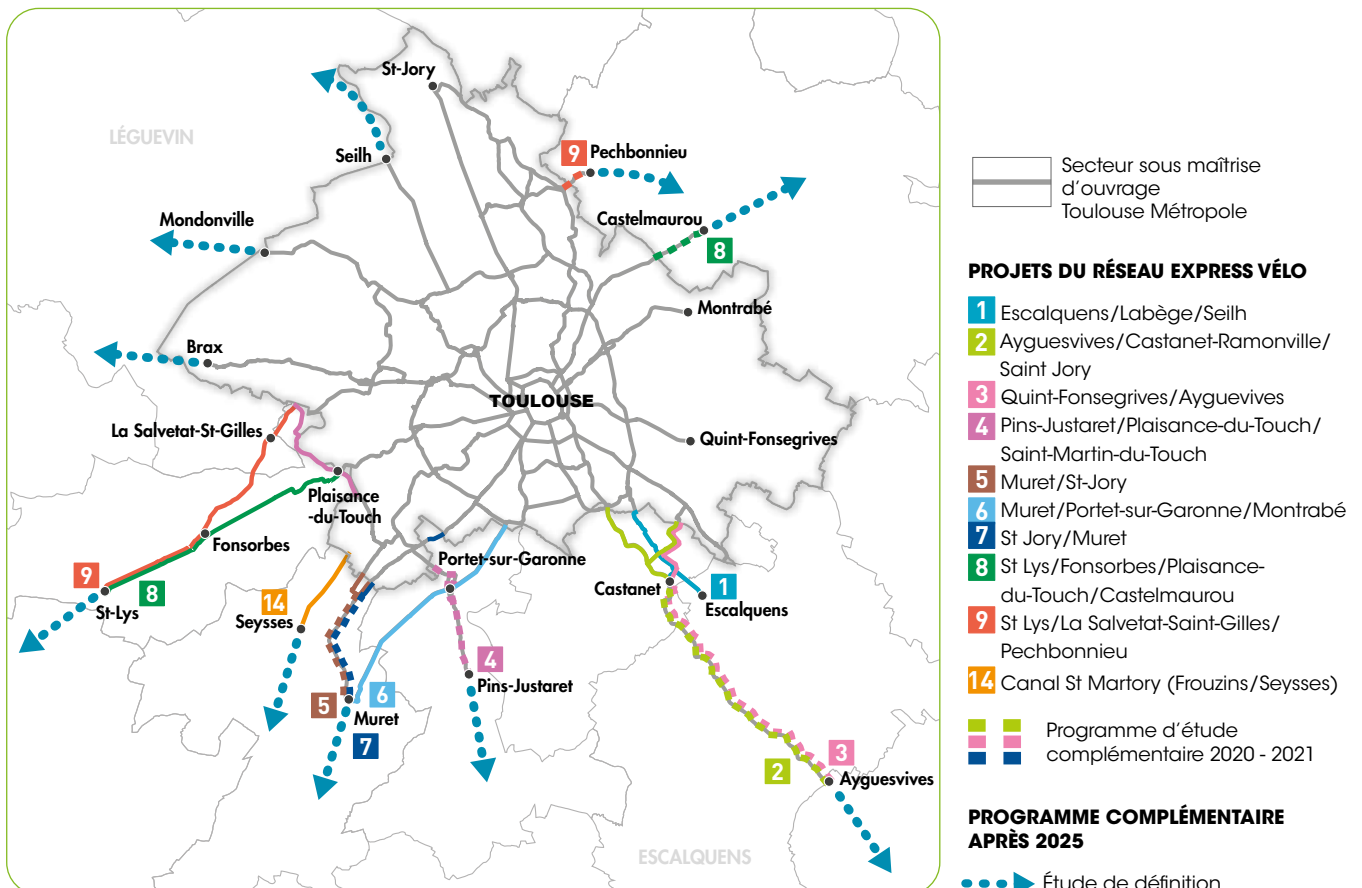 St-Jory
LÉGUEVIN
Seilh
9 Pechbonnieu
Mondonville
Castelmaurou
8
Montrabé
Brax
TOULOUSE
La Salvetat-St-Gilles
Quint-Fonsegrives
Plaisance
-du-Touch
Fonsorbes
Portet-sur-Garonne
9
8
St-Lys
14
Seysses
Castanet
1
Escalquens
4
Pins-Justaret
5
6
Muret
7
3
2
Ayguesvives
ESCALQUENS
Secteur sous maîtrise
d'ouvrage
Toulouse Métropole
PROJETS DU RÉSEAU EXPRESS VÉLO
1 Escalquens/Labège/Seilh
2 Ayguesvives/Castanet-Ramonville/
Saint Jory
3 Quint-Fonsegrives/Ayguevives
4 Pins-Justaret/Plaisance-du-Touch/
Saint-Martin-du-Touch
5 Muret/St-Jory
6 Muret/Portet-sur-Garonne/Montrabé
7 St Jory/Muret
8 St Lys/Fonsorbes/Plaisance-
du-Touch/Castelmaurou
9 St Lys/La Salvetat-Saint-Gilles/
Pechbonnieu
14 Canal St Martory (Frouzins/Seysses)
Programme d'étude
complémentaire 2020 - 2021
PROGRAMME COMPLÉMENTAIRE
APRÈS 2025
Étude de définition